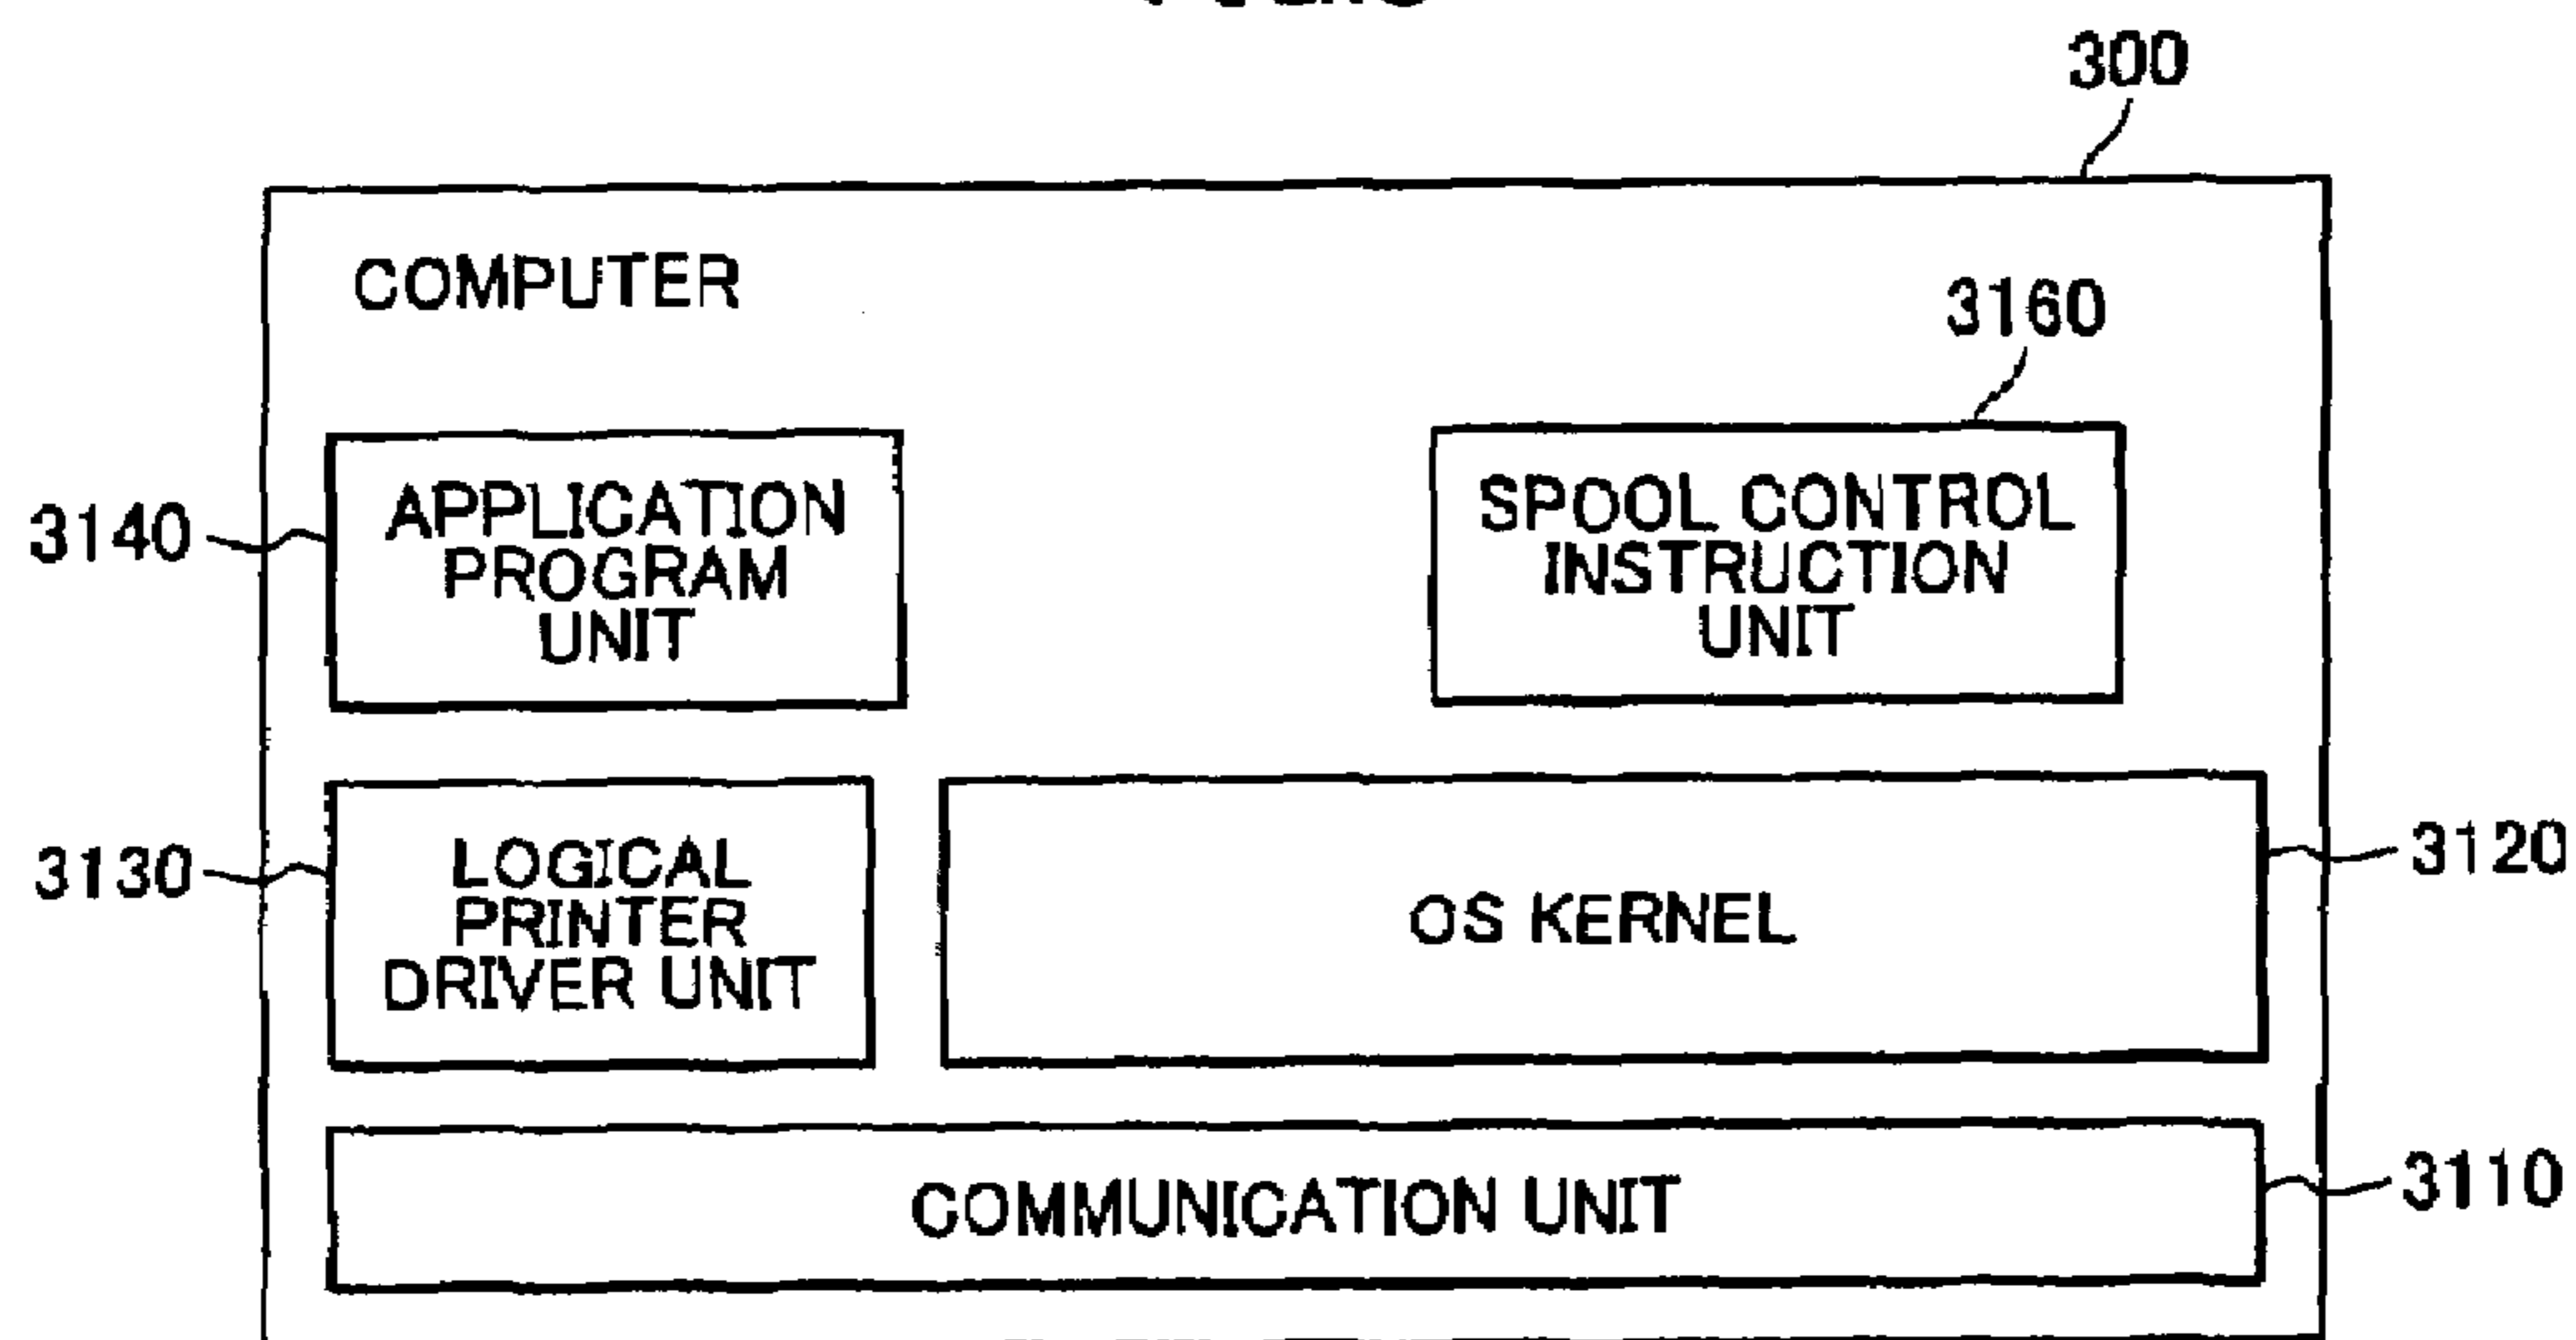 300
COMPUTER
3160
3140
APPLICATION
PROGRAM
UNIT
SPOOL CONTROL
INSTRUCTION
UNIT
3130
LOGICAL
PRINTER
DRIVER UNIT
OS KERNEL
3120
COMMUNICATION UNIT
3110